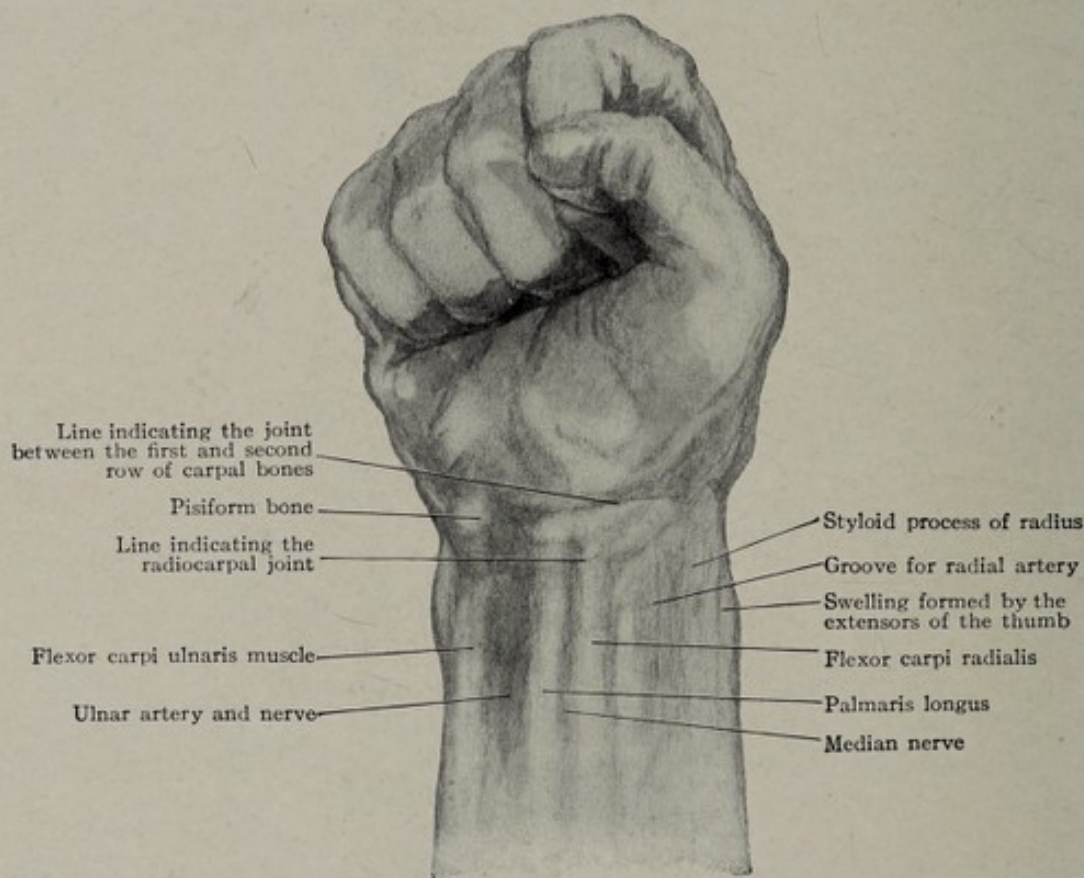 Line indicating the joint
between the first and second
row of carpal bones
Pisiform bone
Line indicating the
radiocarpal joint
Flexor carpi ulnaris muscle
Ulnar artery and nerve
Styloid process of radius
Groove for radial artery
Swelling formed by the
extensors of the thumb
Flexor carpi radialis
Palmaris longus
Median nerve